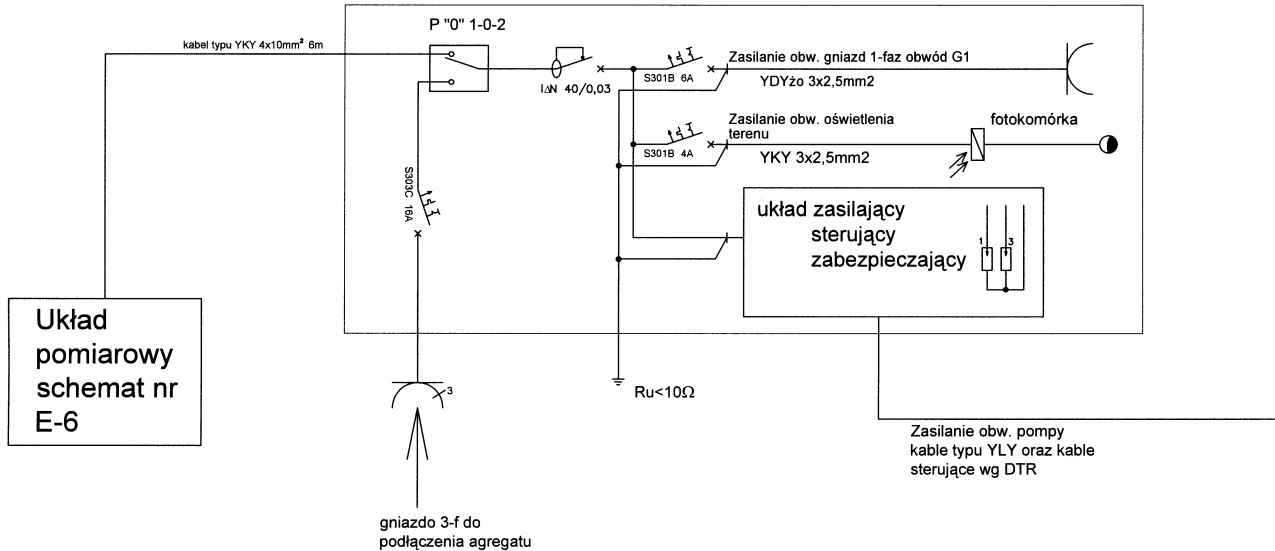 P "0" 1-0-2
kabel typu YKY 4x10mm² 6m
I∆N 40/0,03
S301B 6A
Zasilanie obw. gniazd 1-faz obwód G1
YDYżo 3x2,5mm2
S301B 4A
Zasilanie obw. oświetlenia
terenu
YKY 3x2,5mm2
fotokomórka
S303C 16A
układ zasilający
sterujący
zabezpieczający
1
3
Układ
pomiarowy
schemat nr
E-6
3
Ru<10Ω
Zasilanie obw. pompy
kable typu YLY oraz kable
sterujące wg DTR
gniazdo 3-f do
podłączenia agregatu